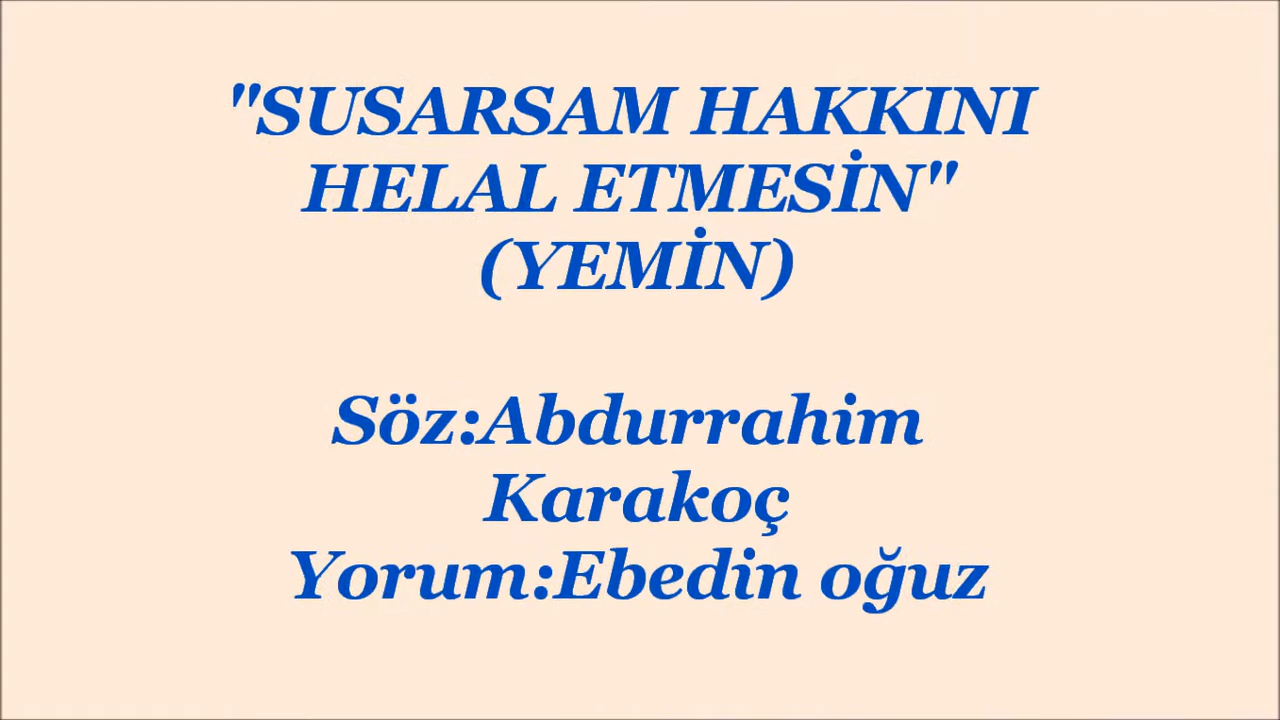 "SUSARSAM HAKKINI
HELAL ETMESİN"
(YEMİN)
Söz:Abdurrahim
Karakoç
Yorum:Ebedin oğuz